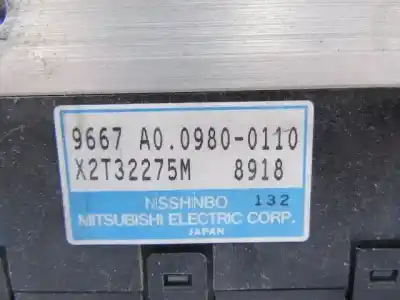 9667 A0.0980-0110
X2T32275M 8918
NISSHINBO 132
MITSUBISHI ELECTRIC CORP.
JAPAN